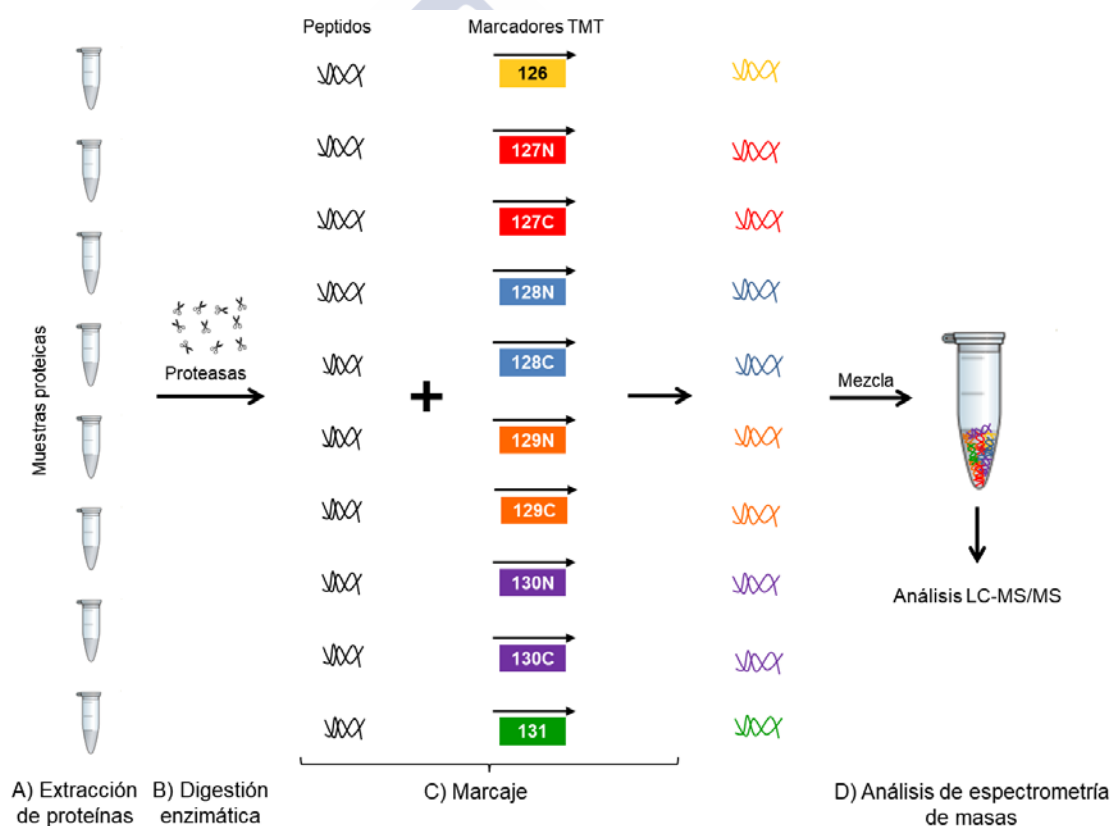 Peptidos
Marcadores TMT
126
127N
127C
128N
128C
129N
129C
130N
130C
131
Muestras proteicas
Proteasas
+
Mezcla
Análisis LC-MS/MS
A) Extracción
de proteínas
B) Digestión
enzimática
C) Marcaje
D) Análisis de espectrometría
de masas